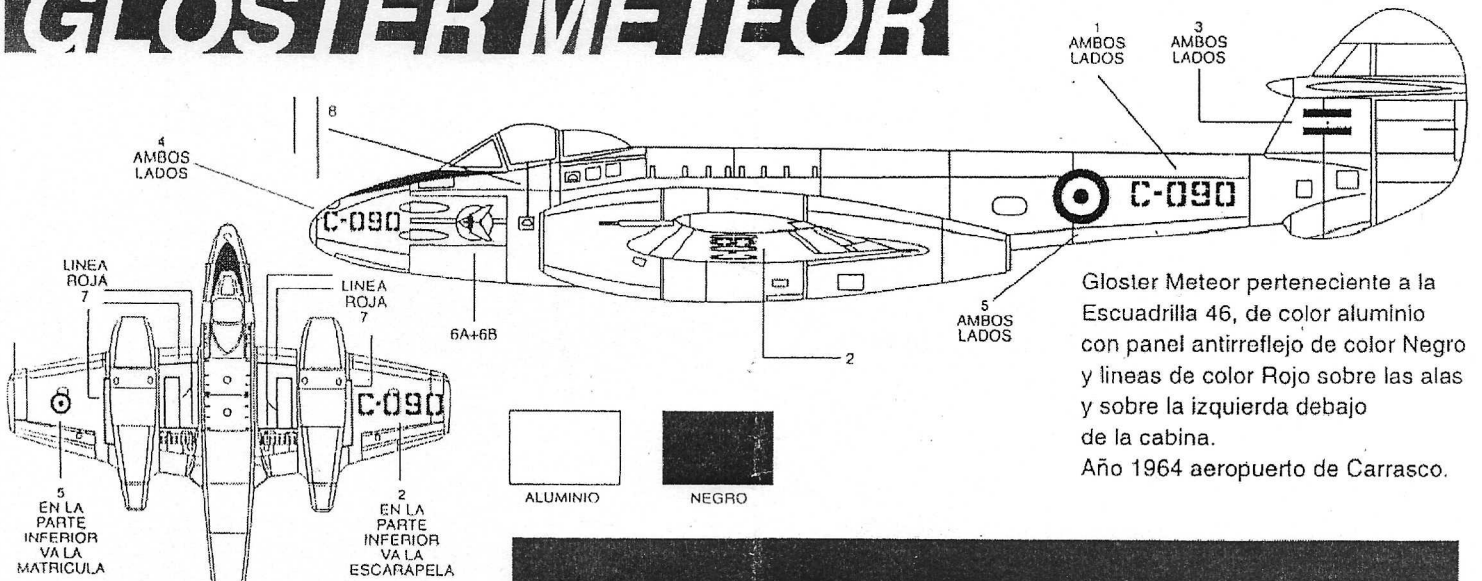 GLOSTER METEOR
1
AMBOS
LADOS
3
AMBOS
LADOS
8
4
AMBOS
LADOS
C-090
C-090
LINEA
ROJA
7
LINEA
ROJA
7
6A+6B
5
AMBOS
LADOS
2
C-090
Gloster Meteor perteneciente a la
Escuadrilla 46, de color aluminio
con panel antirreflejo de color Negro
y lineas de color Rojo sobre las alas
y sobre la izquierda debajo
de la cabina.
Año 1964 aeropuerto de Carrasco.
ALUMINIO
NEGRO
5
EN LA
PARTE
INFERIOR
VA LA
MATRICULA
2
EN LA
PARTE
INFERIOR
VA LA
ESCARAPELA